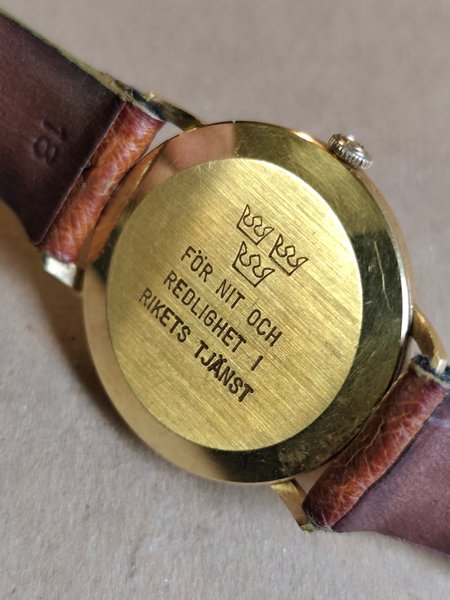 FÖR NIT OCH
REDLIGHET I
RIKETS TJÄNST
18